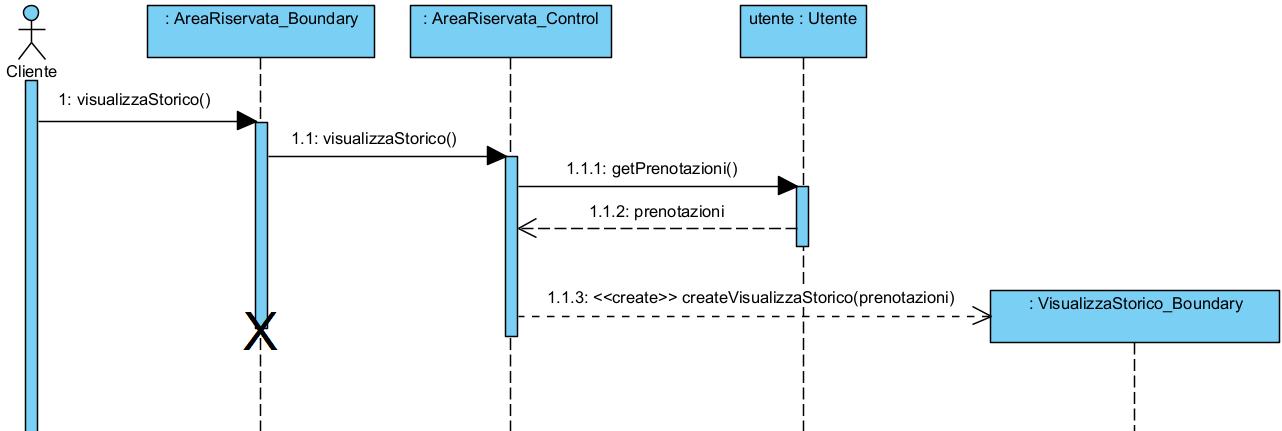 : AreaRiservata_Boundary
: AreaRiservata_Control
utente : Utente
Cliente
1: visualizzaStorico()
1.1: visualizzaStorico()
1.1.1: getPrenotazioni()
1.1.2: prenotazioni
1.1.3: <<create>> createVisualizzaStorico(prenotazioni)
: VisualizzaStorico_Boundary